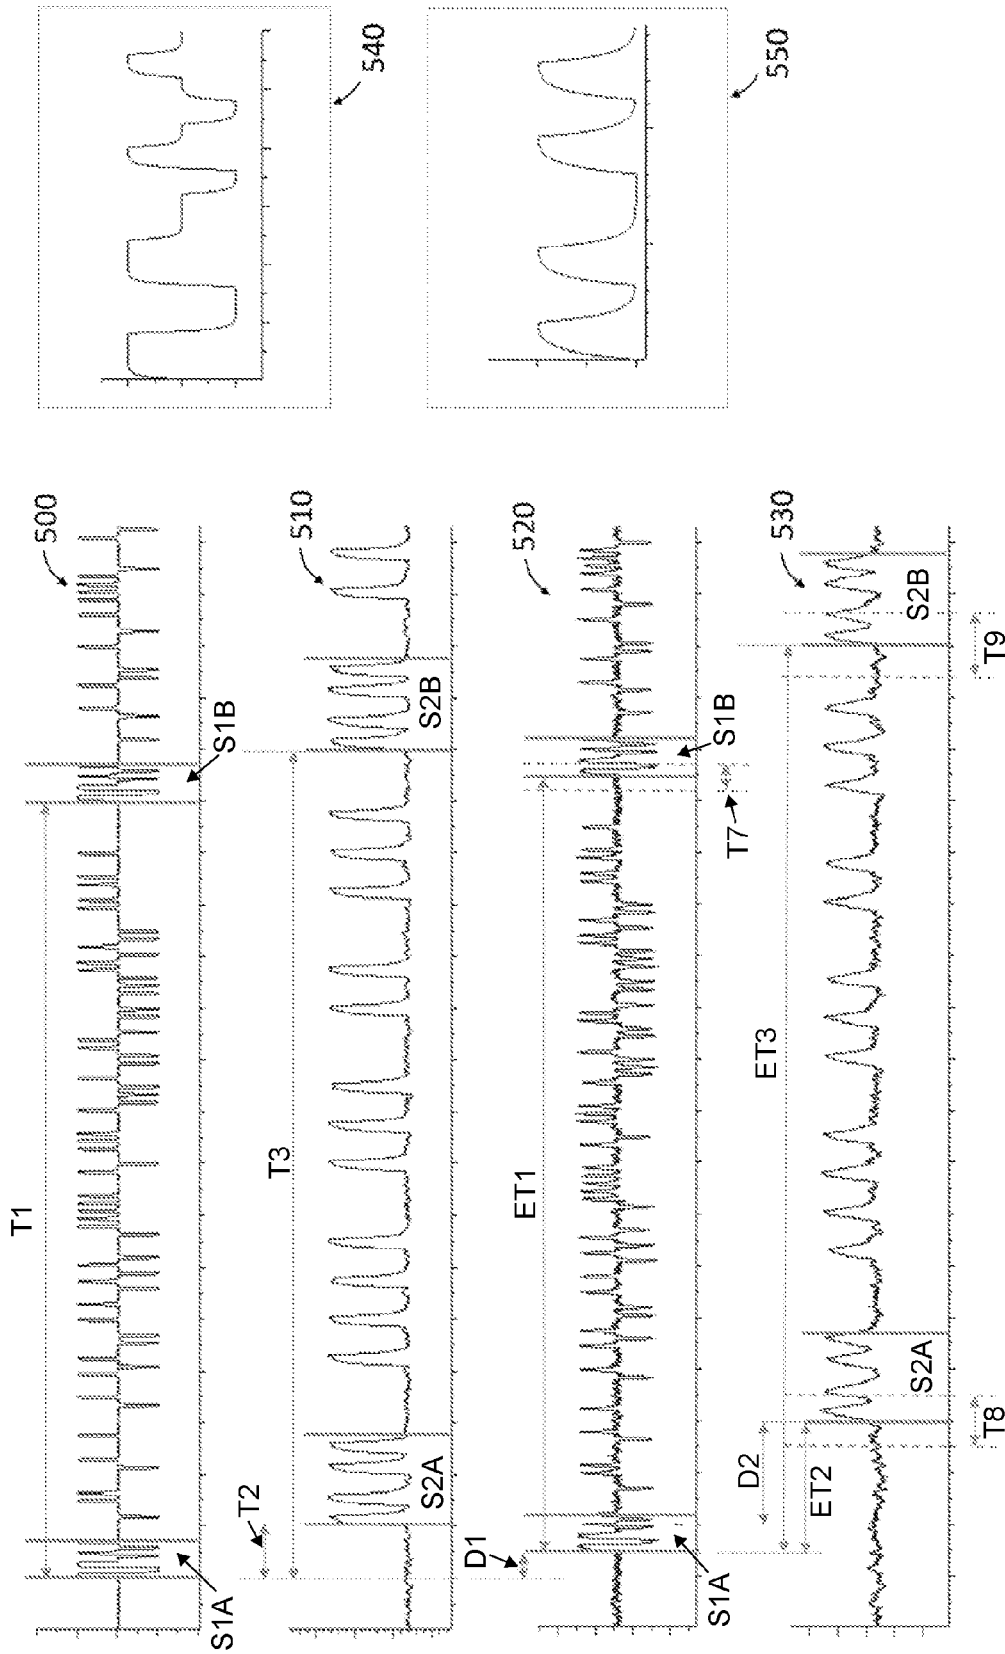 500
T1
S1A
S1B
T2
510
T3
S2A
S2B
520
D1
ET1
S1A
S1B
T7
530
D2
ET2
ET3
S2A
S2B
T8
T9
540
550